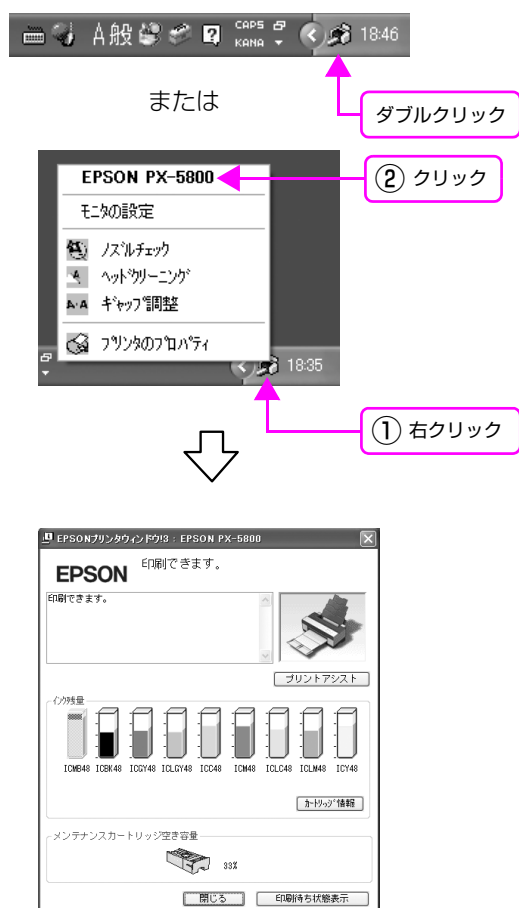 A般 CAPS KANA 18:46
または
ダブルクリック
EPSON PX-5800
② クリック
モニタの設定
ノズルチェック
ヘッドクリーニング
ギャップ調整
プリンタのプロパティ
18:35
① 右クリック
EPSONプリンタウィンドウ!3 : EPSON PX-5800
EPSON 印刷できます。
印刷できます。
プリントアシスト
インク残量
ICMB48 ICBK48 ICGY48 ICLGY48 ICC48 ICM48 ICLC48 ICLM48 ICY48
カートリッジ情報
メンテナンスカートリッジ空き容量
33%
閉じる 印刷待ち状態表示